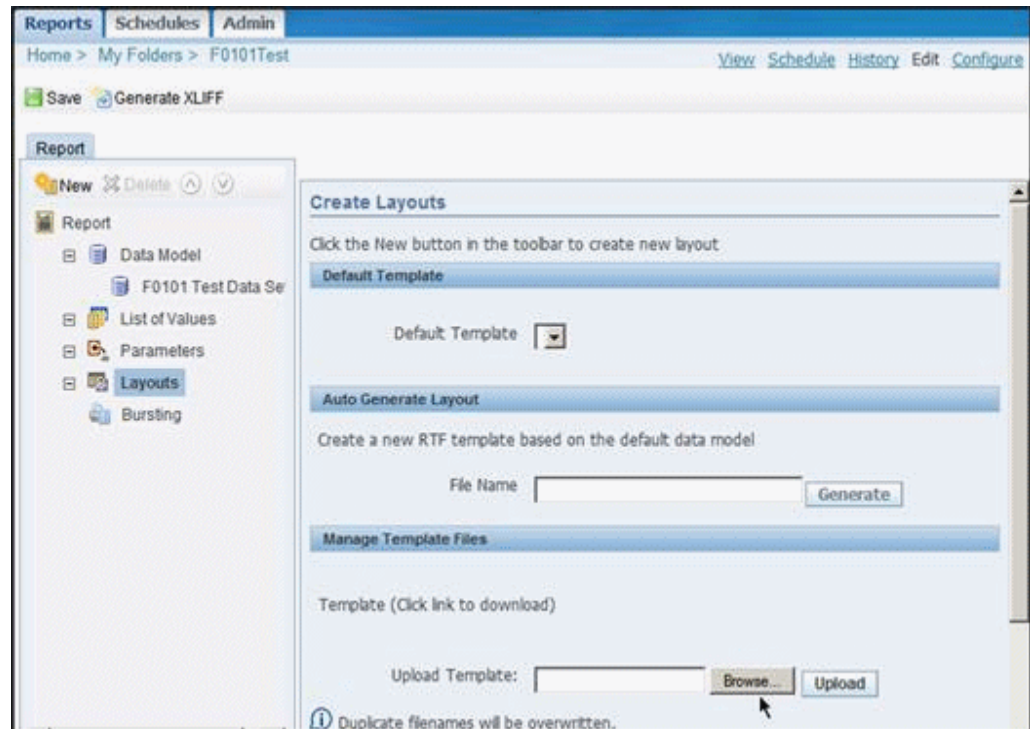 Reports Schedules Admin
Home > My Folders > F0101Test
View Schedule History Edit Configure
Save Generate XLIFF
Report
New Delete
Report
Data Model
F0101 Test Data Se
List of Values
Parameters
Layouts
Bursting
Create Layouts
Click the New button in the toolbar to create new layout
Default Template
Default Template
Auto Generate Layout
Create a new RTF template based on the default data model
File Name Generate
Manage Template Files
Template (Click link to download)
Upload Template: Browse... Upload
Duplicate filenames will be overwritten.